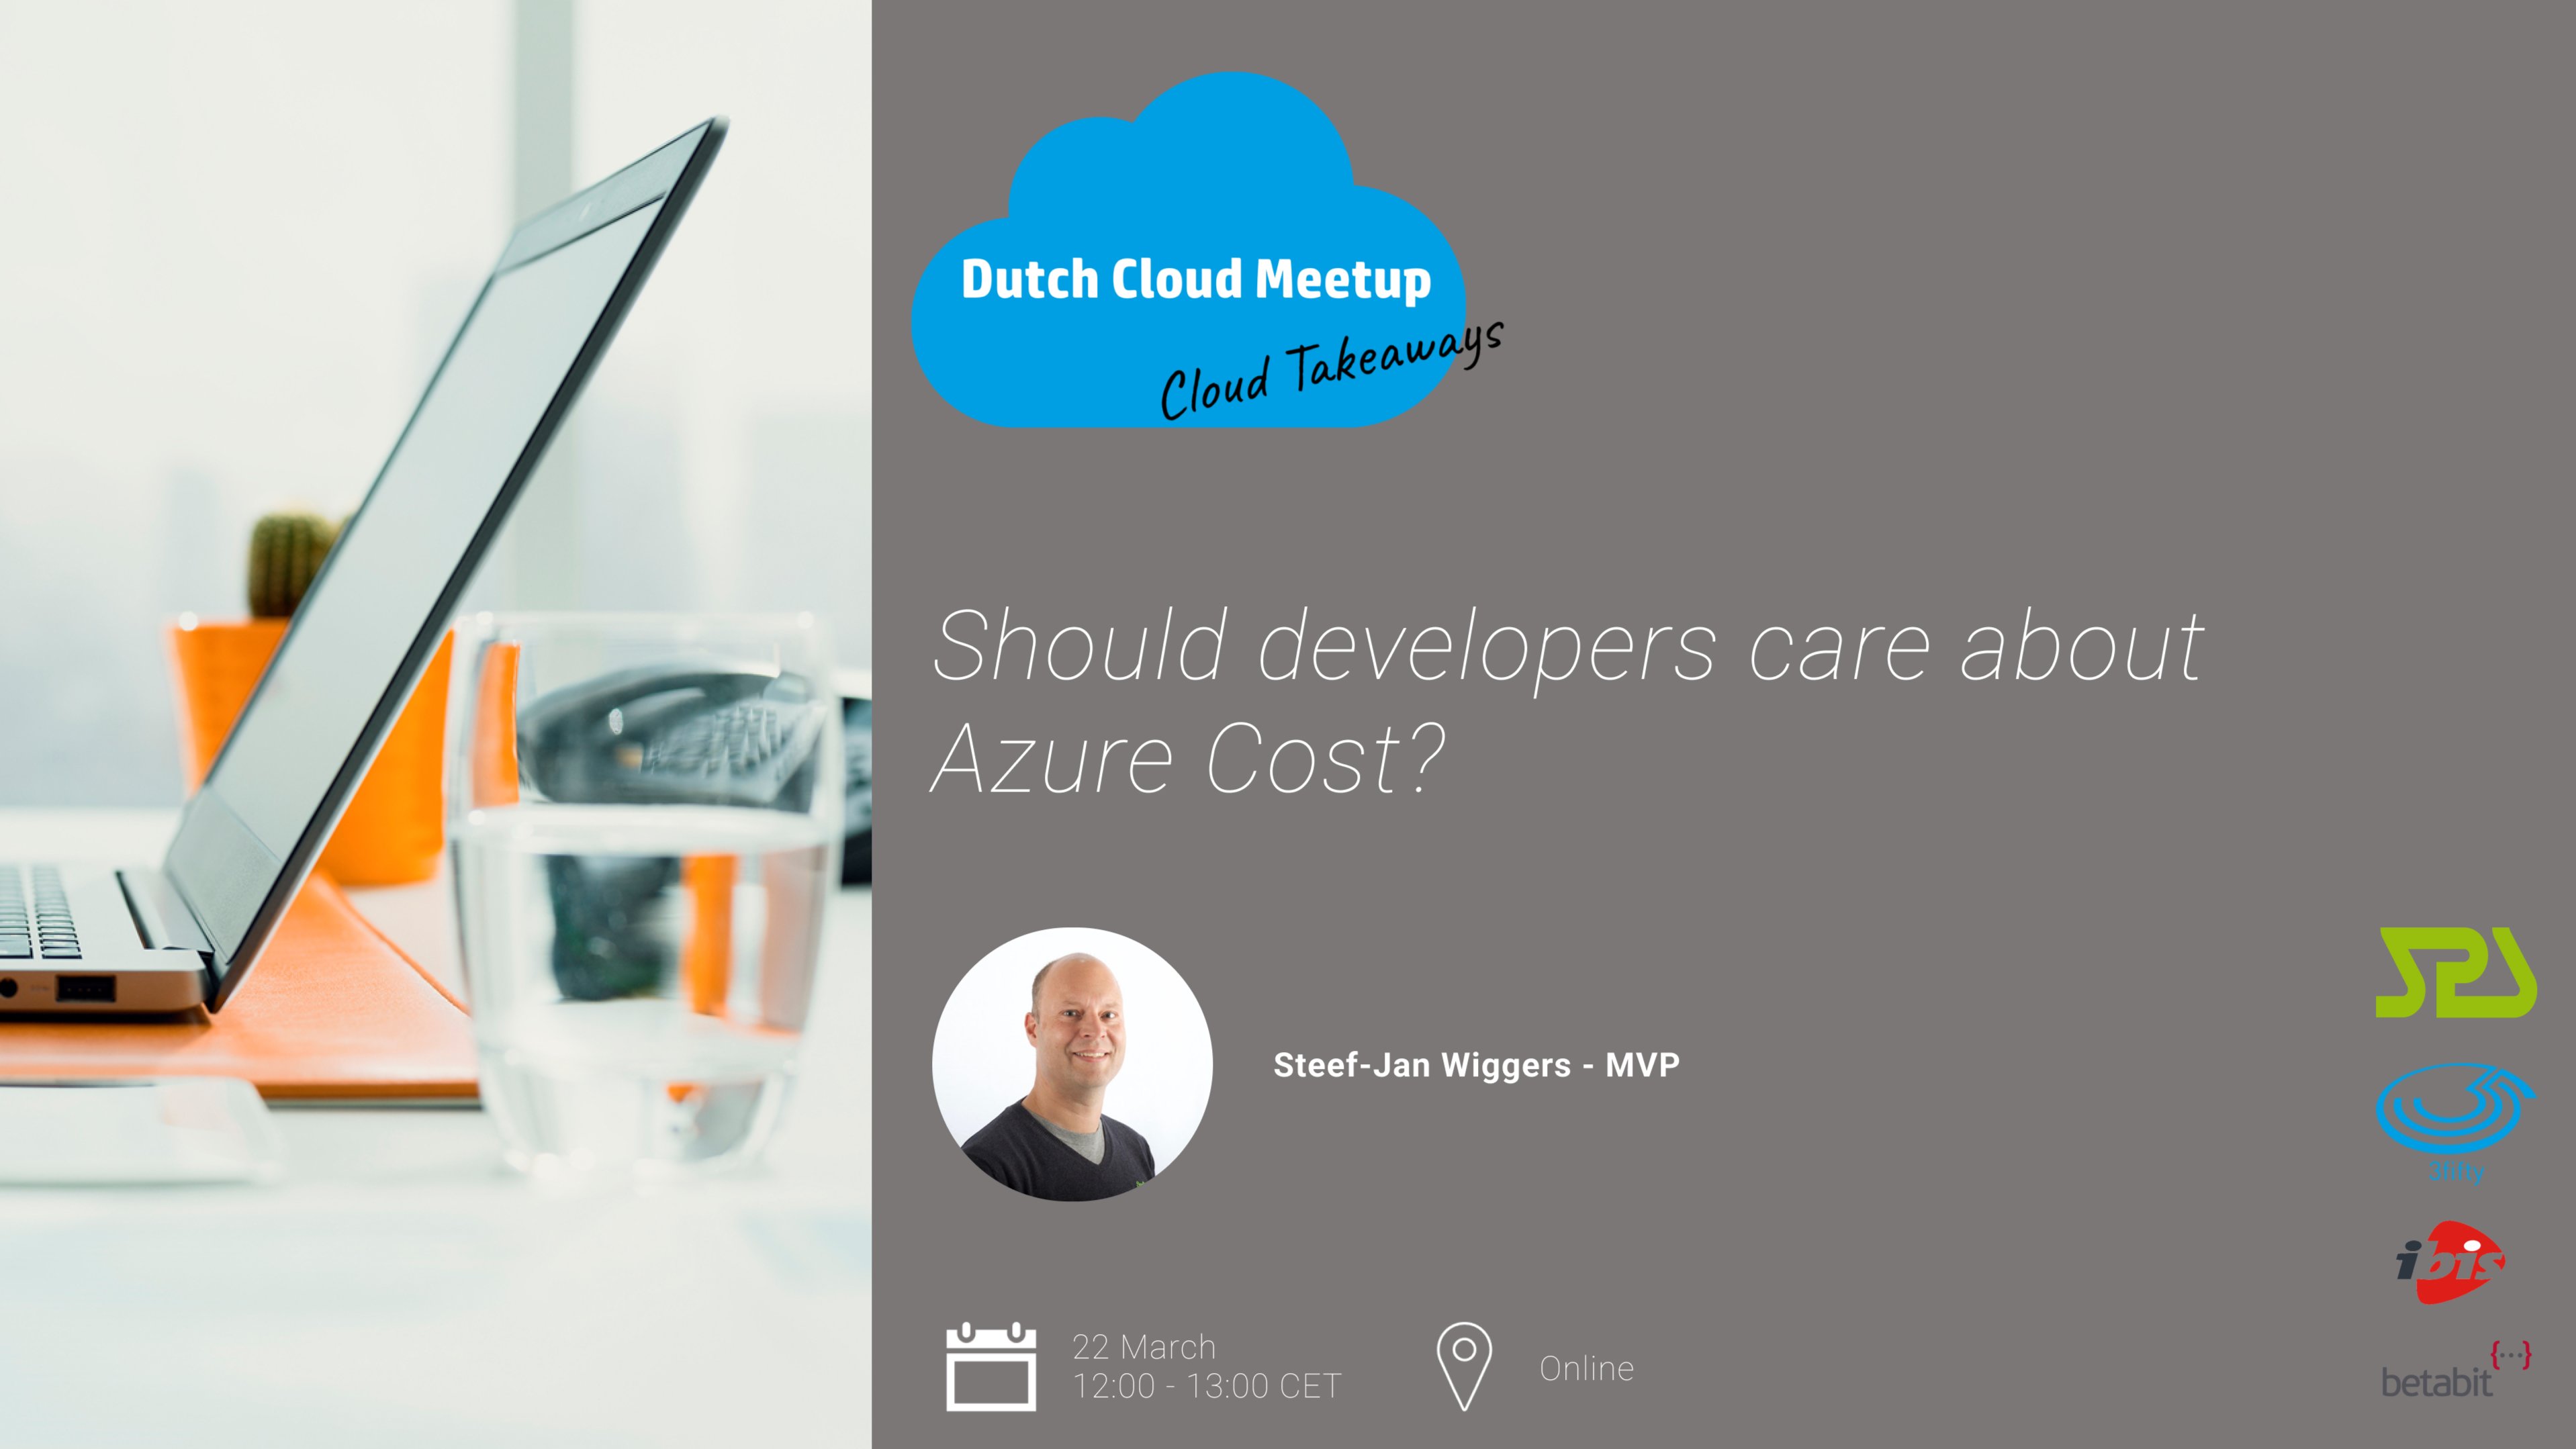 Dutch Cloud Meetup
Cloud Takeaways
Should developers care about
Azure Cost?
Steef-Jan Wiggers - MVP
22 March
12:00 - 13:00 CET
Online
3fifty
ibis
{...}
betabit